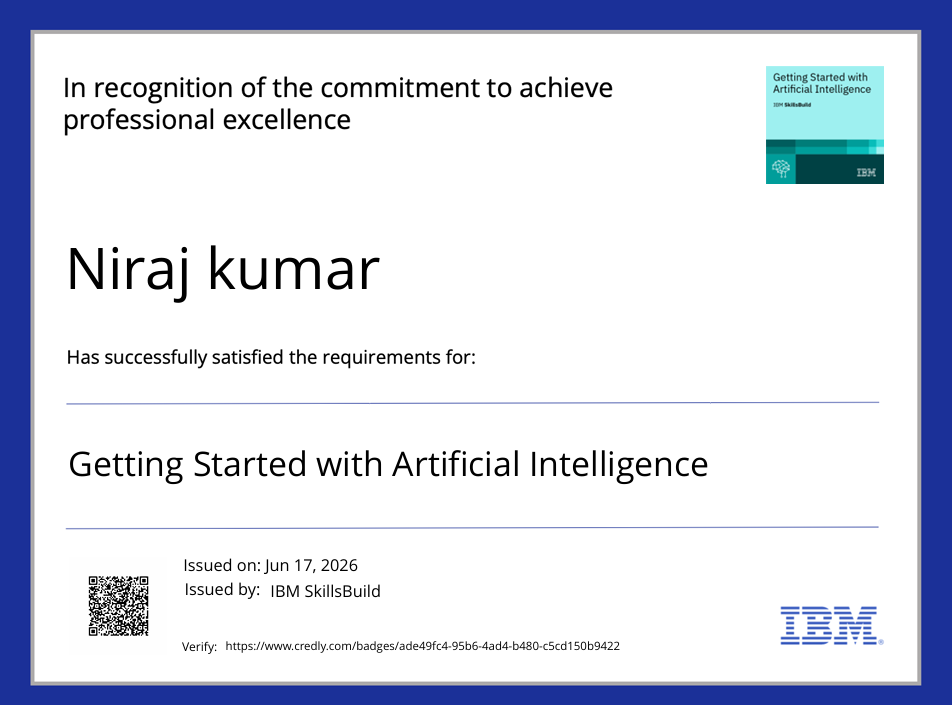 In recognition of the commitment to achieve
professional excellence
Getting Started with
Artificial Intelligence
IBM SkillsBuild
IBM
Niraj kumar
Has successfully satisfied the requirements for:
Getting Started with Artificial Intelligence
Issued on: Jun 17, 2026
Issued by: IBM SkillsBuild
Verify: https://www.credly.com/badges/ade49fc4-95b6-4ad4-b480-c5cd150b9422
IBM®